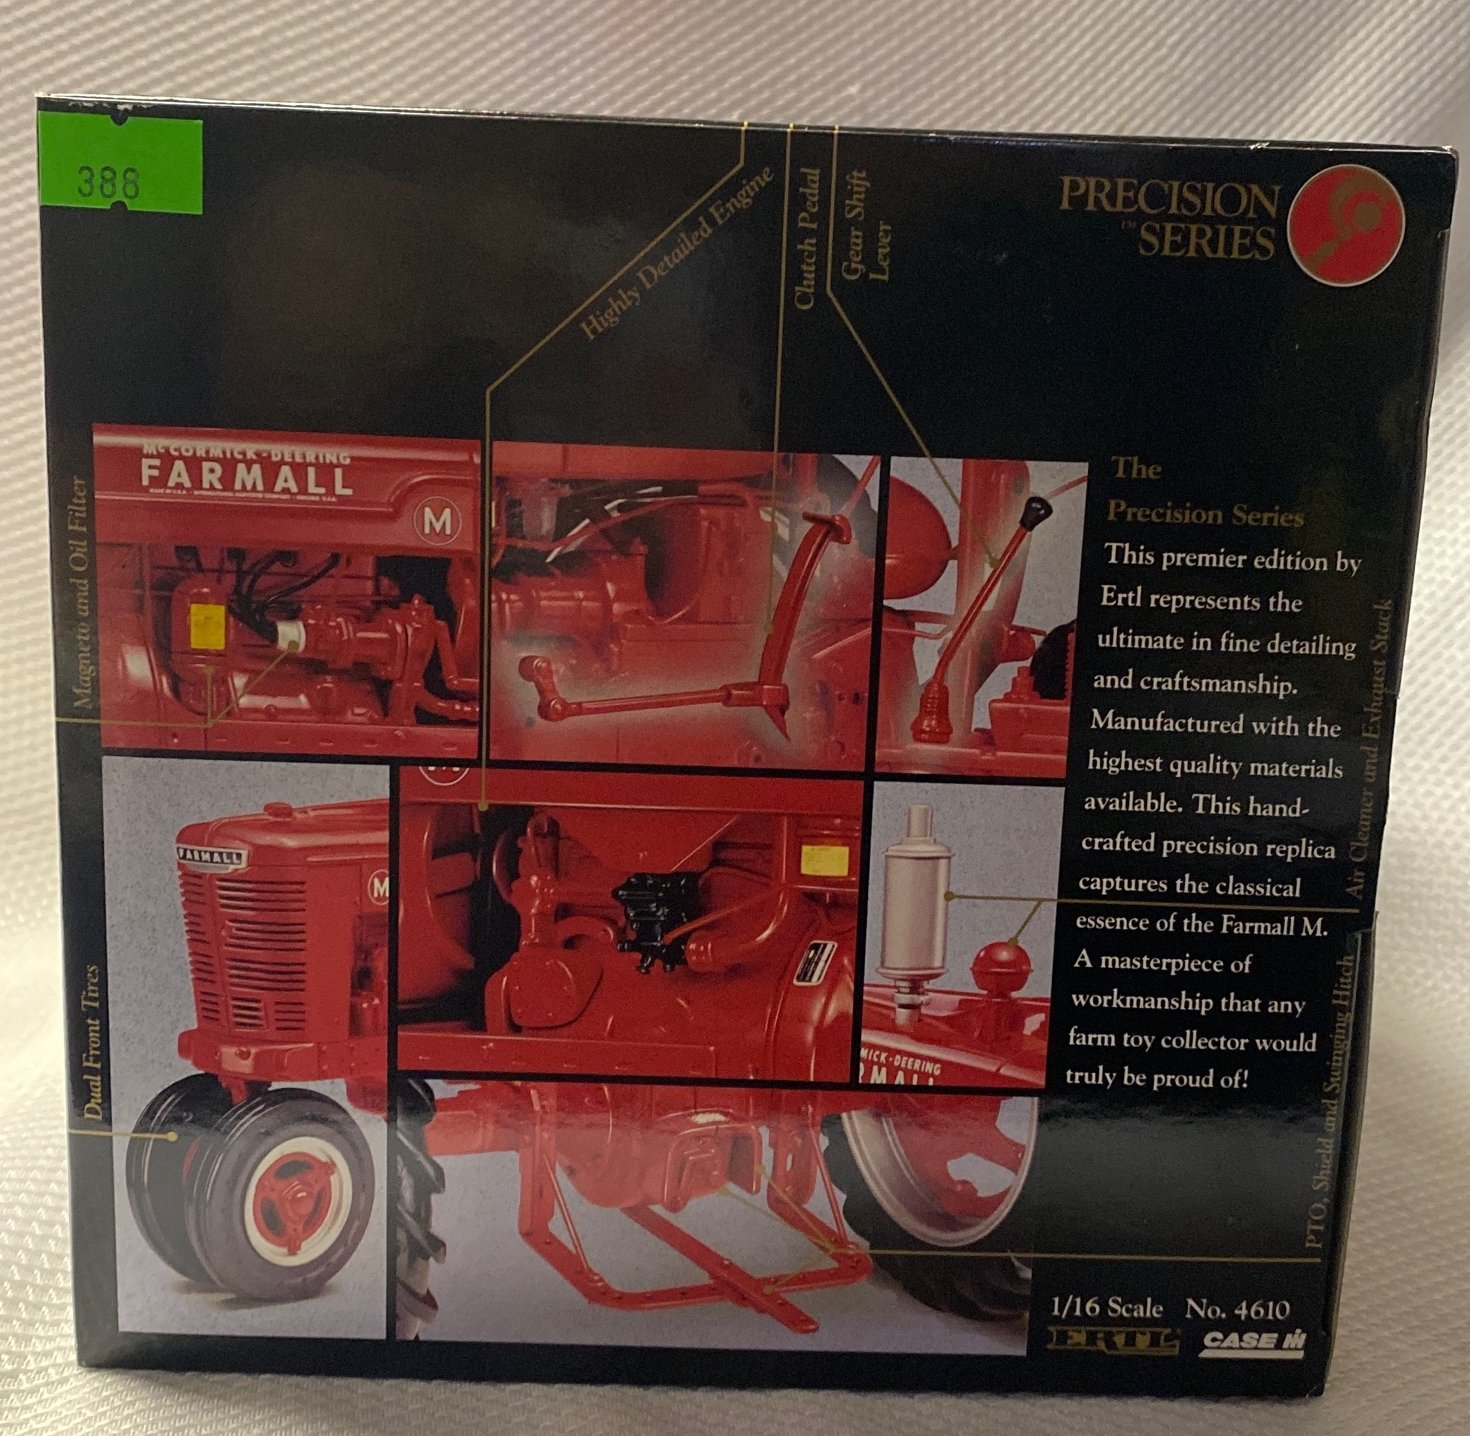 388
Highly Detailed Engine
Clutch Pedal
Gear Shift
Lever
PRECISION
SERIES
™
Magneto and Oil Filter
McCORMICK-DEERING
FARMALL
M
The
Precision Series
This premier edition by
Ertl represents the
ultimate in fine detailing
and craftsmanship.
Manufactured with the
highest quality materials
available. This hand-
crafted precision replica
captures the classical
essence of the Farmall M.
A masterpiece of
workmanship that any
farm toy collector would
truly be proud of!
Air Cleaner and Exhaust Stack
FARMALL
M
MICK-DEERING
MALL
Dual Front Tires
PTO, Shield and Swinging Hitch
1/16 Scale No. 4610
ERTL CASE IH